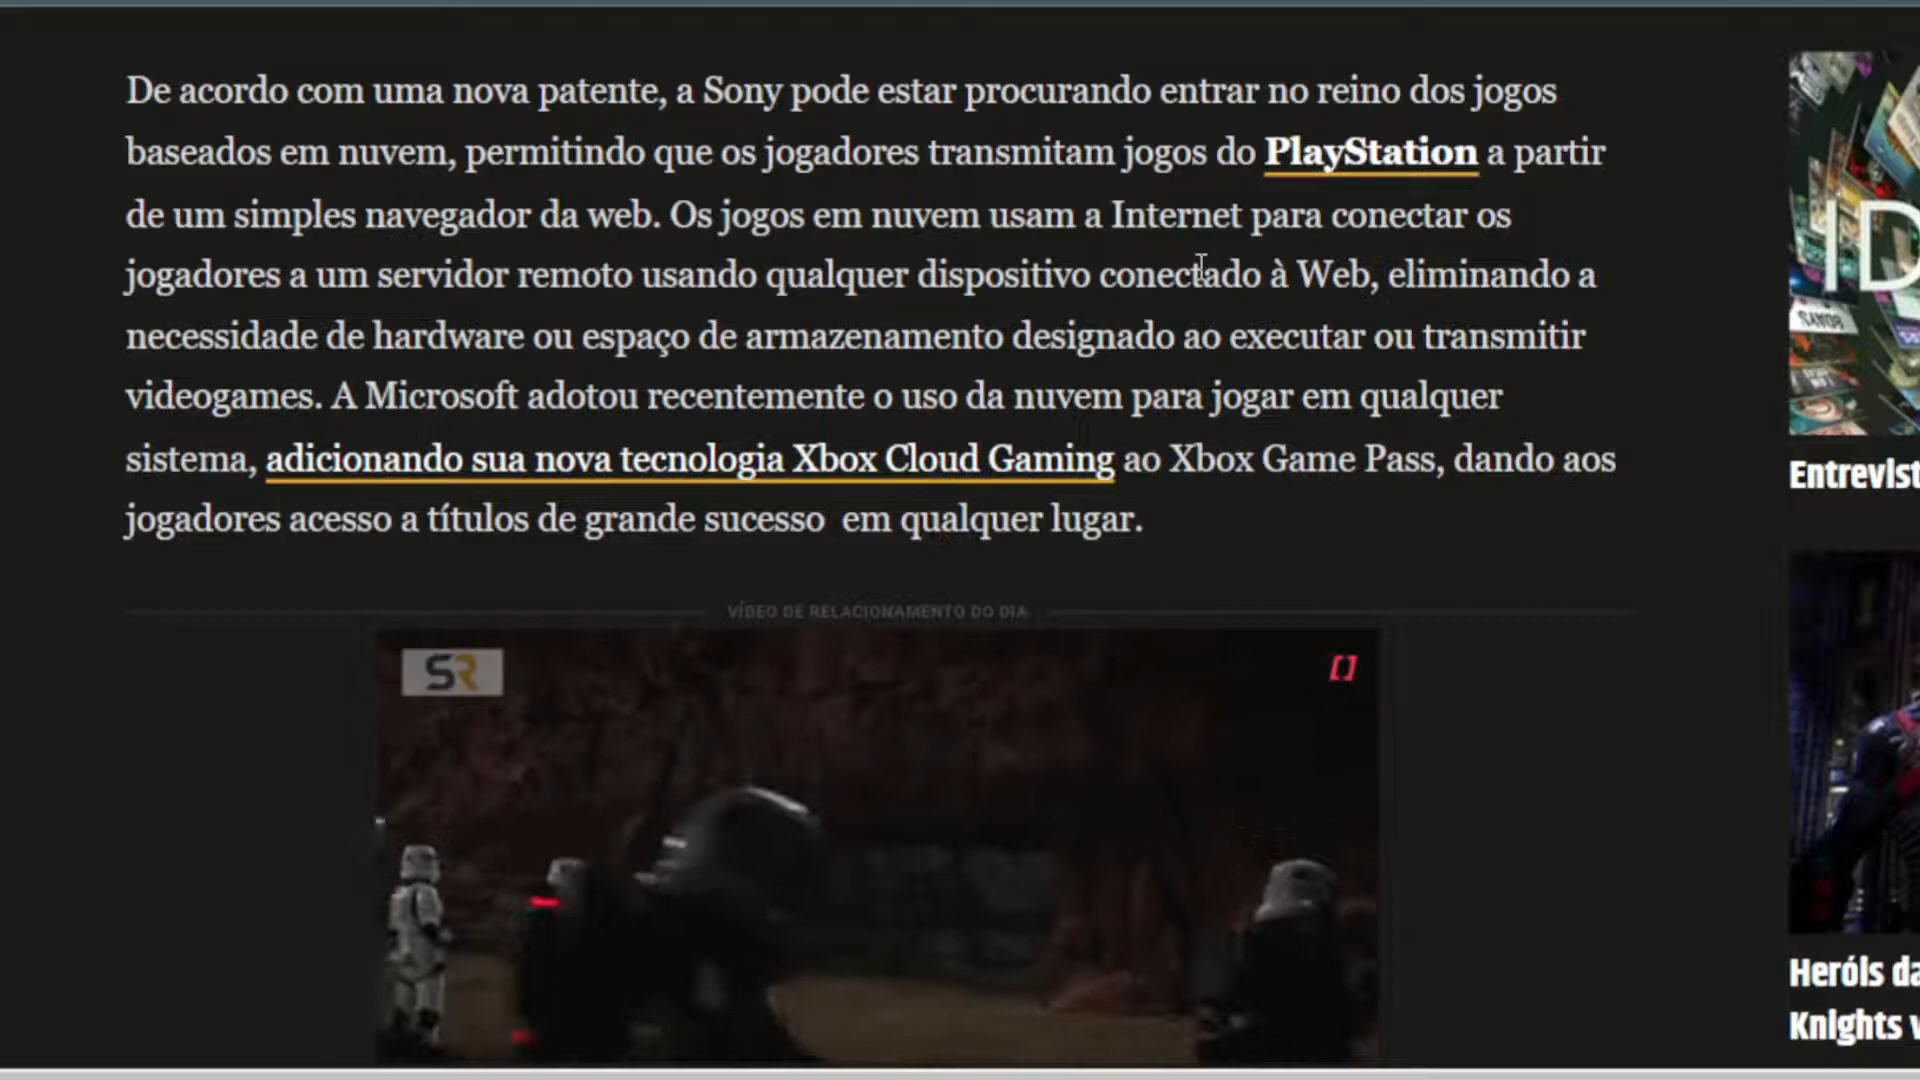 De acordo com uma nova patente, a Sony pode estar procurando entrar no reino dos jogos
baseados em nuvem, permitindo que os jogadores transmitam jogos do PlayStation a partir
de um simples navegador da web. Os jogos em nuvem usam a Internet para conectar os
jogadores a um servidor remoto usando qualquer dispositivo conectado à Web, eliminando a
necessidade de hardware ou espaço de armazenamento designado ao executar ou transmitir
videogames. A Microsoft adotou recentemente o uso da nuvem para jogar em qualquer
sistema, adicionando sua nova tecnologia Xbox Cloud Gaming ao Xbox Game Pass, dando aos
jogadores acesso a títulos de grande sucesso em qualquer lugar.
VÍDEO DE RELACIONAMENTO DO DIA
SR
ID
Entrevist
Heróis da
Knights